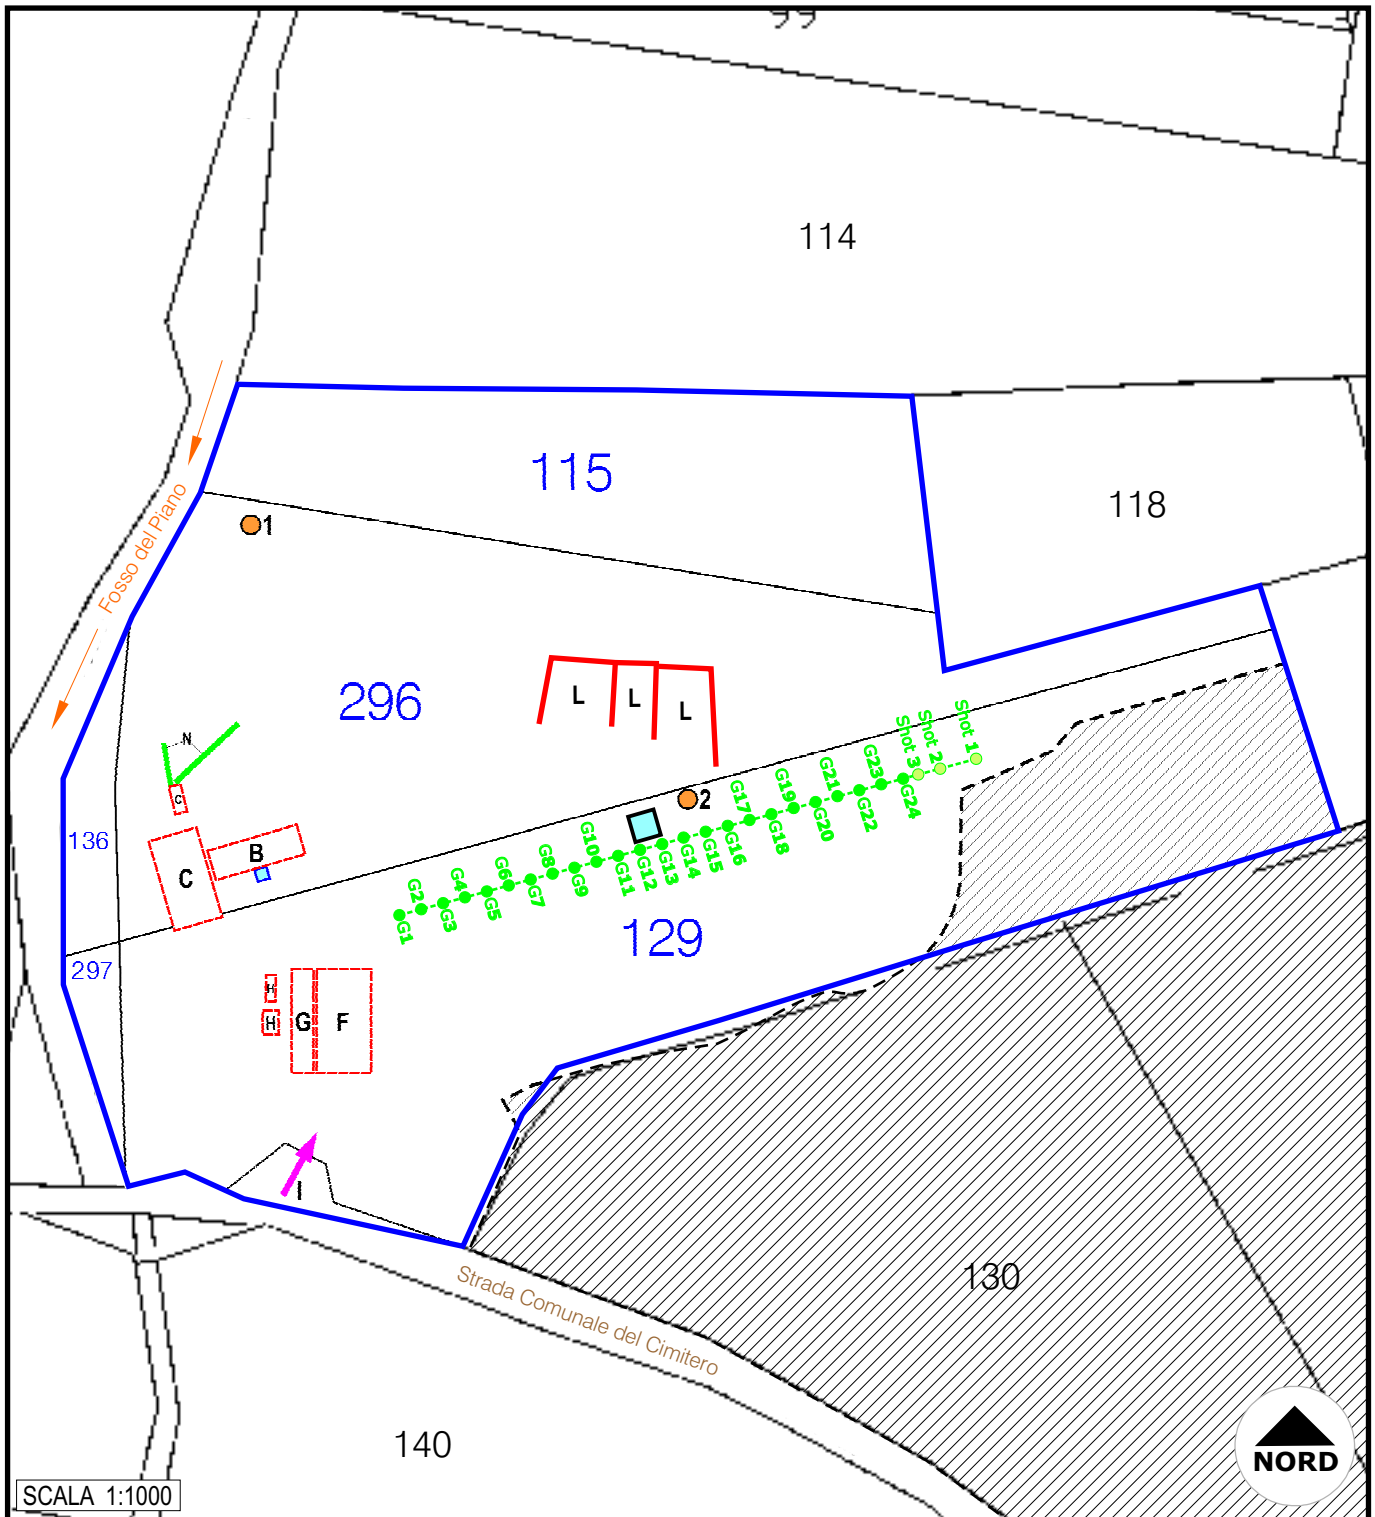 114
115
118
1
Fosso del Piano
296
L
L
L
N
C
136
C
B
2
Shot 1
Shot 2
Shot 3
G24
G23
G22
G21
G20
G19
G18
G17
G16
G15
G14
G13
G12
G11
G10
G9
G8
G7
G6
G5
G4
G3
G2
G1
129
297
H
H
G
F
I
130
Strada Comunale del Cimitero
140
NORD
SCALA 1:1000